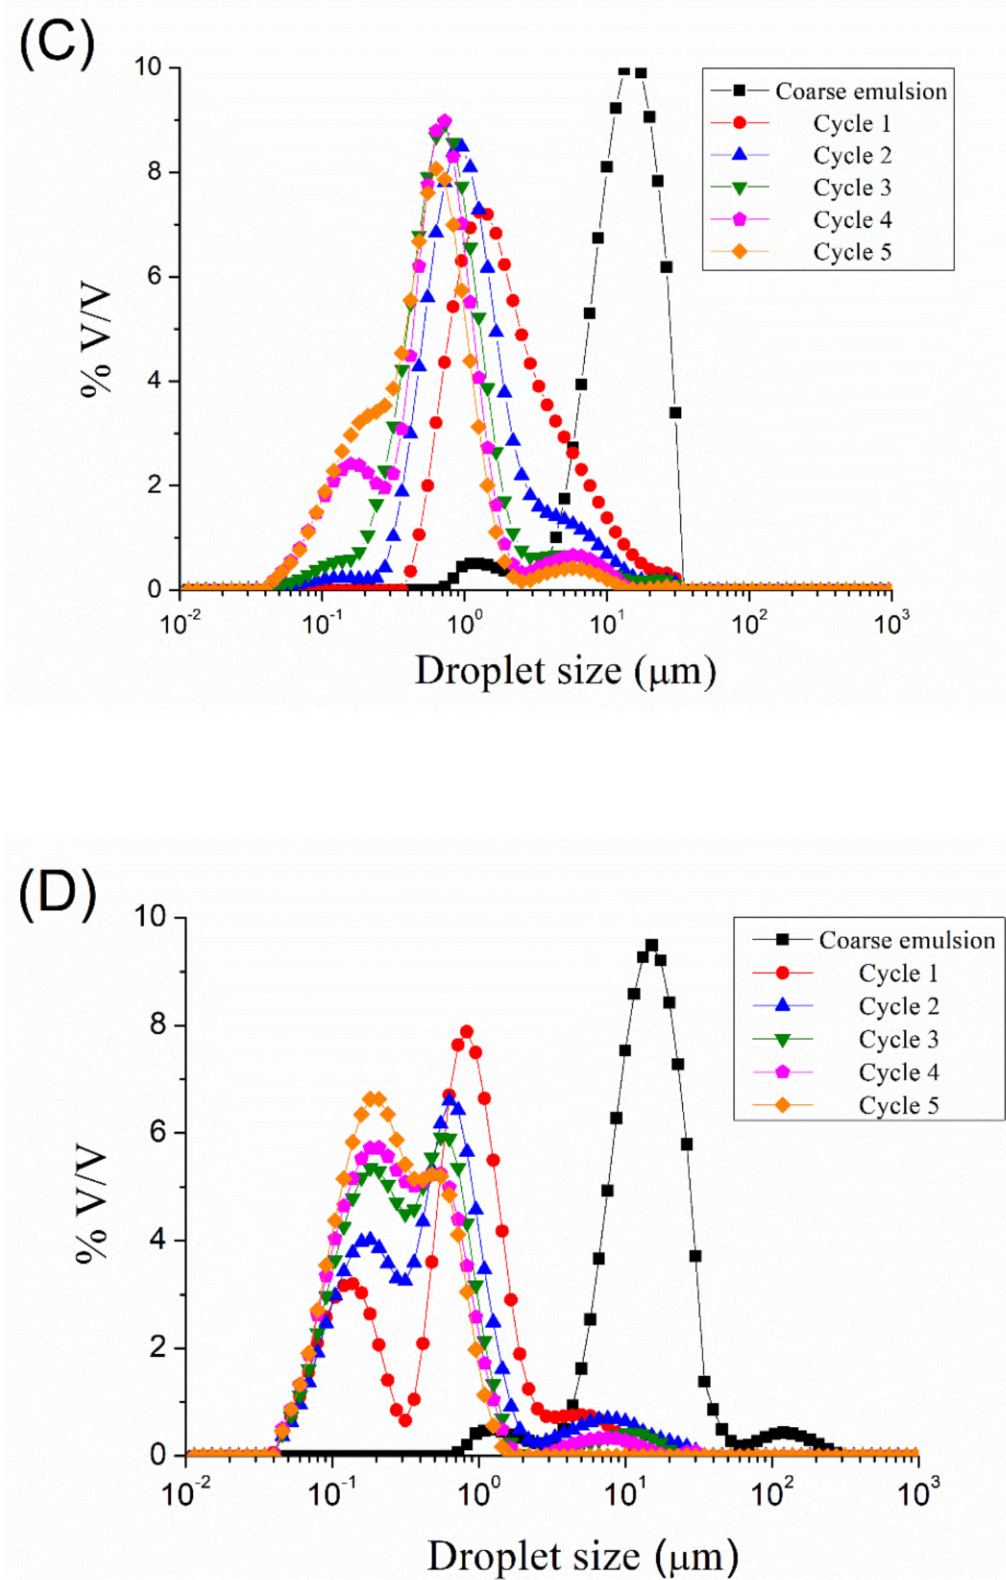 (C)
10
8
6
4
2
0
% V/V
Coarse emulsion
Cycle 1
Cycle 2
Cycle 3
Cycle 4
Cycle 5
10-2
10-1
100
101
102
103
Droplet size (μm)
(D)
10
8
6
4
2
0
% V/V
Coarse emulsion
Cycle 1
Cycle 2
Cycle 3
Cycle 4
Cycle 5
10-2
10-1
100
101
102
103
Droplet size (μm)